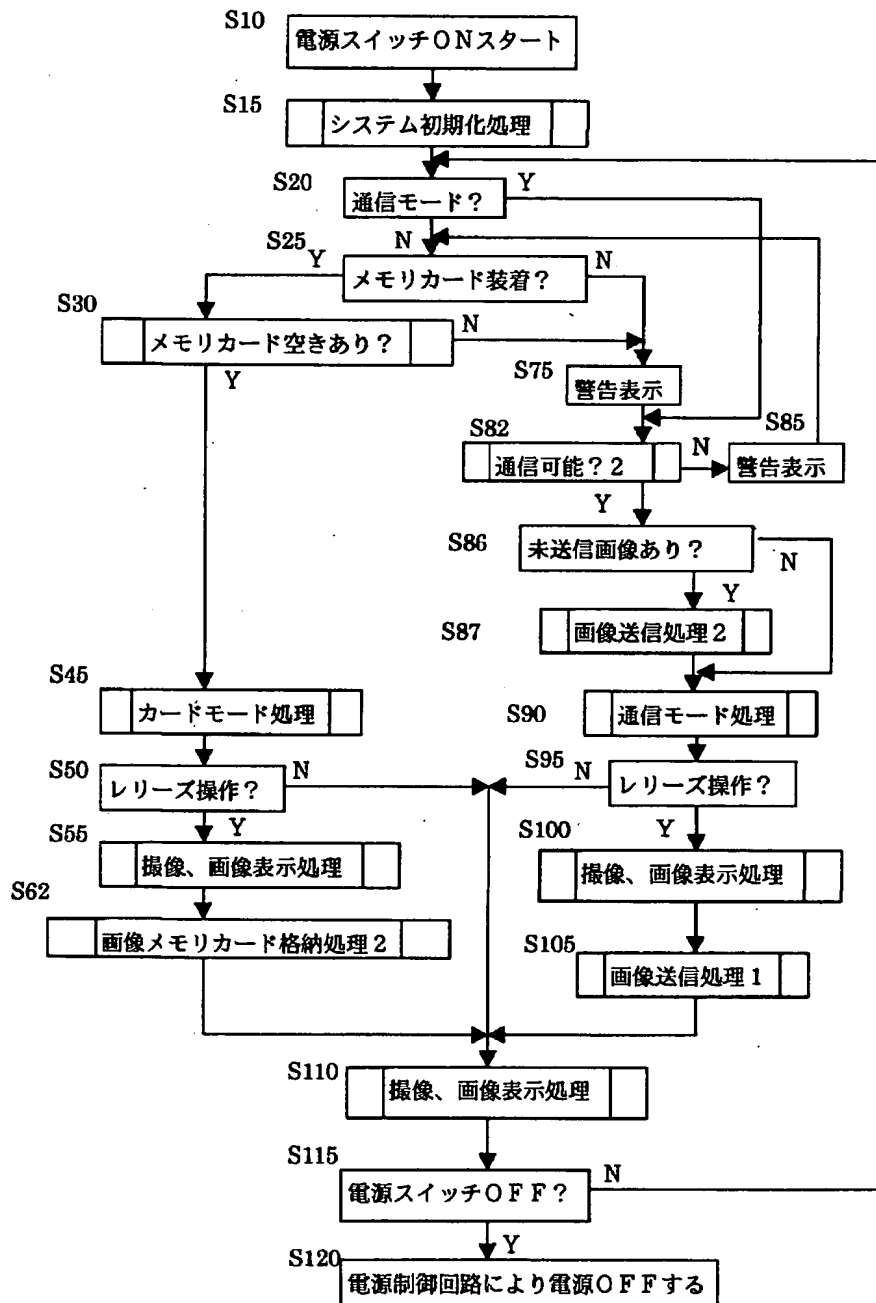 S10
電源スイッチONスタート
S15
システム初期化処理
S20
通信モード?
Y
N
S25
Y
メモリカード装着?
N
S30
メモリカード空きあり?
N
Y
S75
警告表示
S82
通信可能?2
N
S85
警告表示
Y
S86
未送信画像あり?
N
Y
S87
画像送信処理2
S45
カードモード処理
S90
通信モード処理
S50
レリーズ操作?
N
S95
N
レリーズ操作?
Y
Y
S55
撮像、画像表示処理
S100
撮像、画像表示処理
S62
画像メモリカード格納処理2
S105
画像送信処理1
S110
撮像、画像表示処理
S115
電源スイッチOFF?
N
Y
S120
電源制御回路により電源OFFする